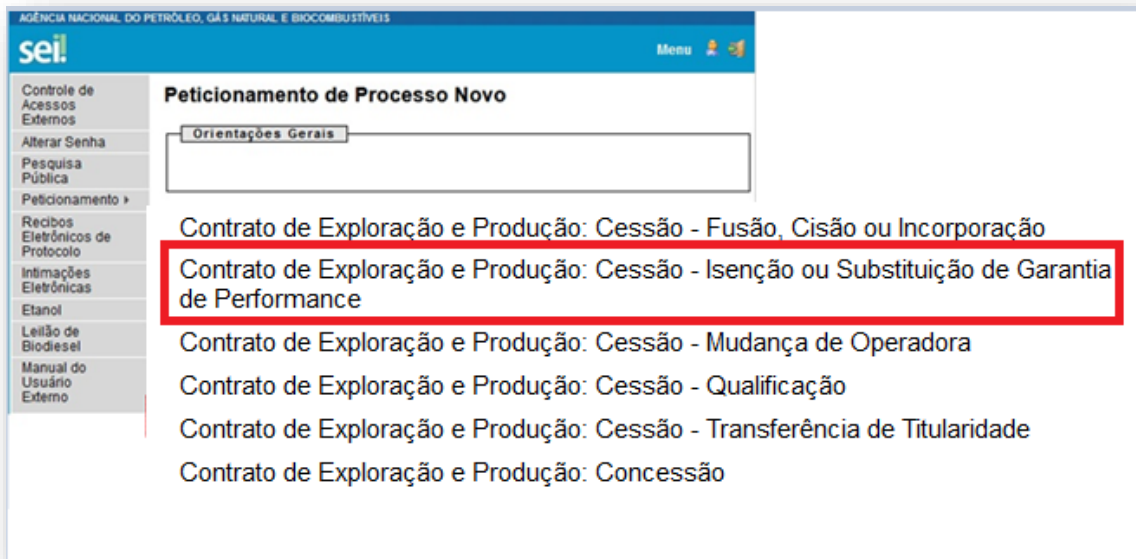 AGÊNCIA NACIONAL DO PETRÓLEO, GÁS NATURAL E BIOCOMBUSTÍVEIS
sei!
Menu
Controle de
Acessos
Externos
Alterar Senha
Pesquisa
Pública
Peticionamento
Recibos
Eletrônicos de
Protocolo
Intimações
Eletrônicas
Etanol
Leilão de
Biodiesel
Manual do
Usuário
Externo
Peticionamento de Processo Novo
Orientações Gerais
Contrato de Exploração e Produção: Cessão - Fusão, Cisão ou Incorporação
Contrato de Exploração e Produção: Cessão - Isenção ou Substituição de Garantia
de Performance
Contrato de Exploração e Produção: Cessão - Mudança de Operadora
Contrato de Exploração e Produção: Cessão - Qualificação
Contrato de Exploração e Produção: Cessão - Transferência de Titularidade
Contrato de Exploração e Produção: Concessão